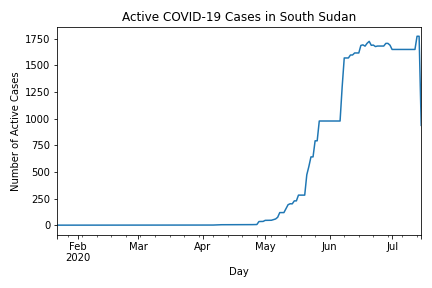 Active COVID-19 Cases in South Sudan
Number of Active Cases
1750
1500
1250
1000
750
500
250
0
Feb
2020
Mar
Apr
May
Jun
Jul
Day